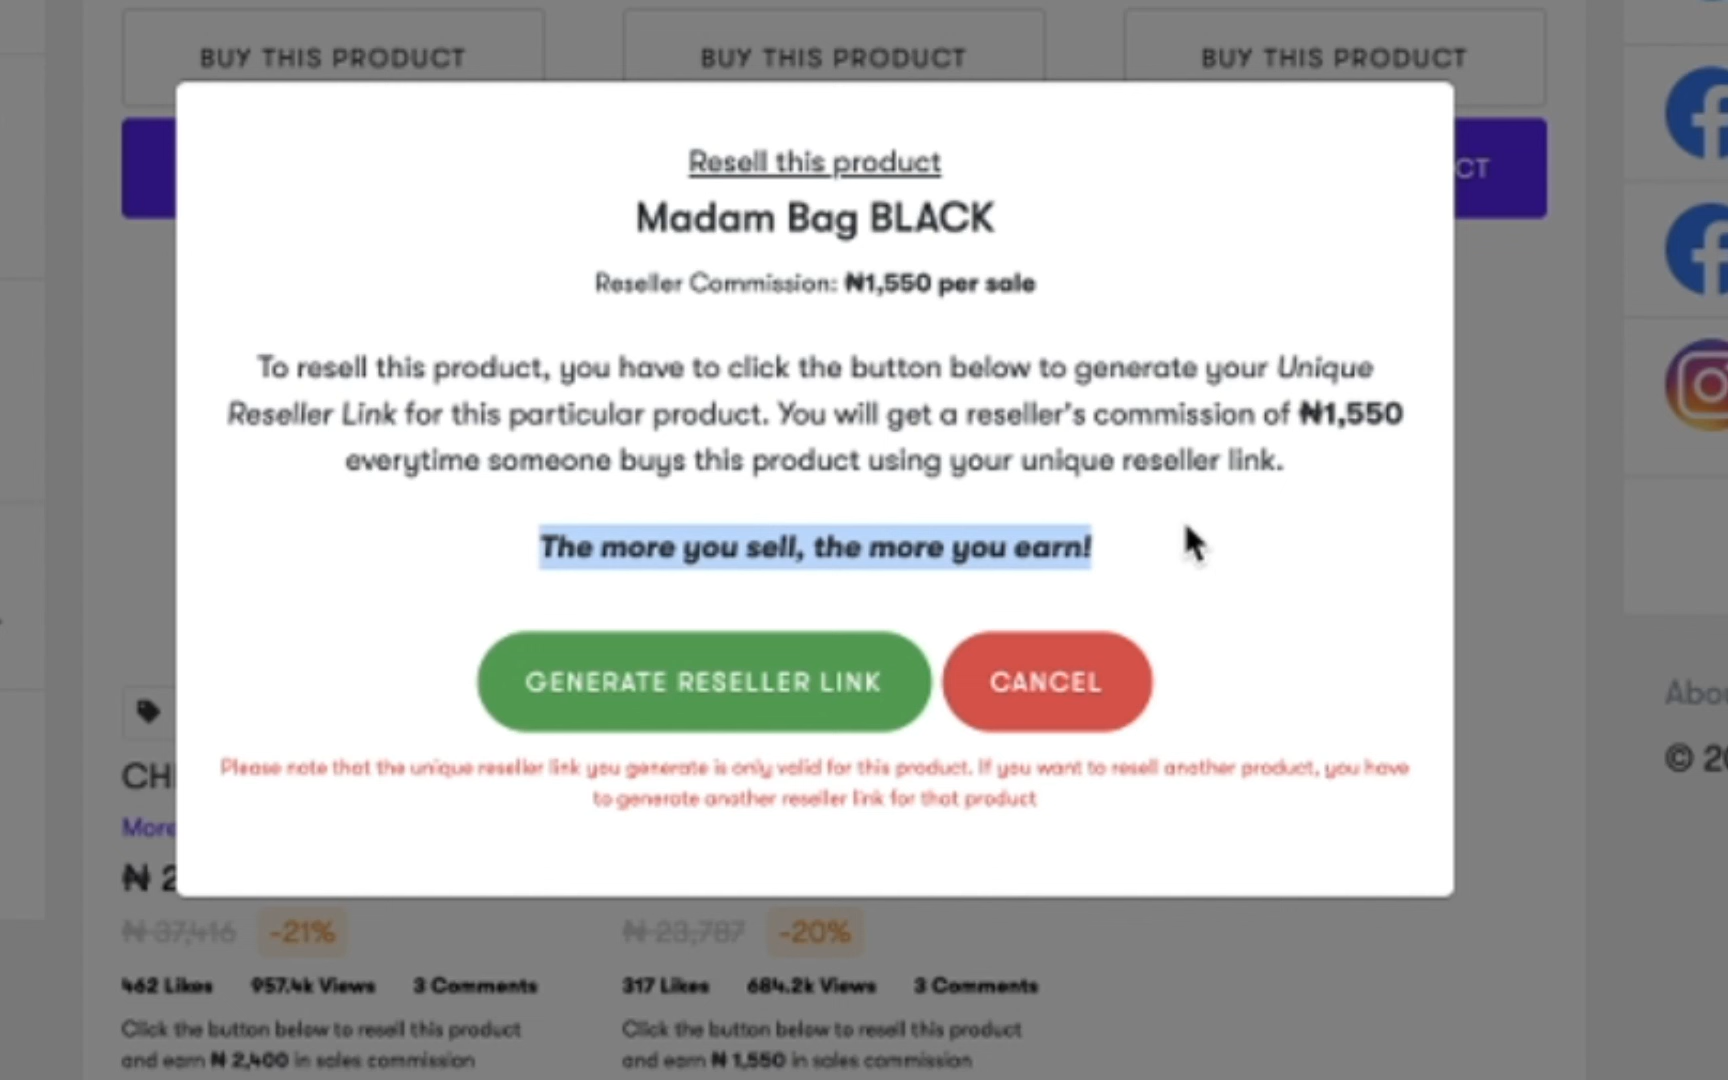 BUY THIS PRODUCT BUY THIS PRODUCT BUY THIS PRODUCT
CT
Resell this product
Madam Bag BLACK
Reseller Commission: ₦1,550 per sale
To resell this product, you have to click the button below to generate your Unique
Reseller Link for this particular product. You will get a reseller's commission of ₦1,550
everytime someone buys this product using your unique reseller link.
The more you sell, the more you earn!
GENERATE RESELLER LINK CANCEL
Please note that the unique reseller link you generate is only valid for this product. If you want to resell another product, you have
to generate another reseller link for that product
Abo
© 20
CH
More
₦ 2
₦ 37,416 -21% ₦ 23,787 -20%
462 Likes 957.4k Views 3 Comments 317 Likes 684.2k Views 3 Comments
Click the button below to resell this product Click the button below to resell this product
and earn ₦ 2,400 in sales commission and earn ₦ 1,550 in sales commission